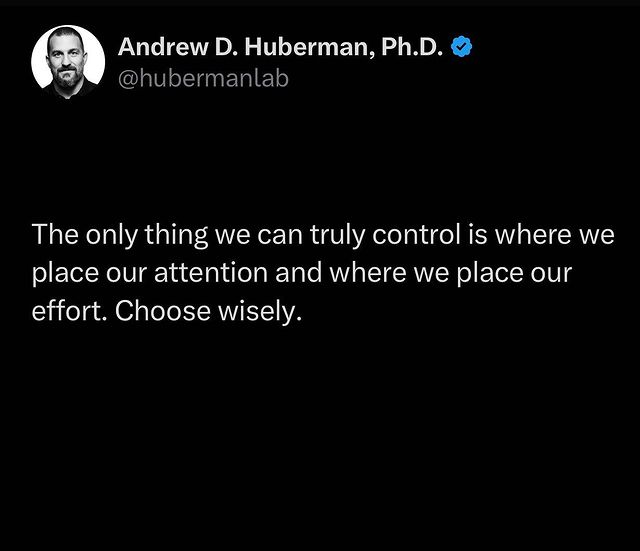 Andrew D. Huberman, Ph.D.
@hubermanlab
The only thing we can truly control is where we
place our attention and where we place our
effort. Choose wisely.